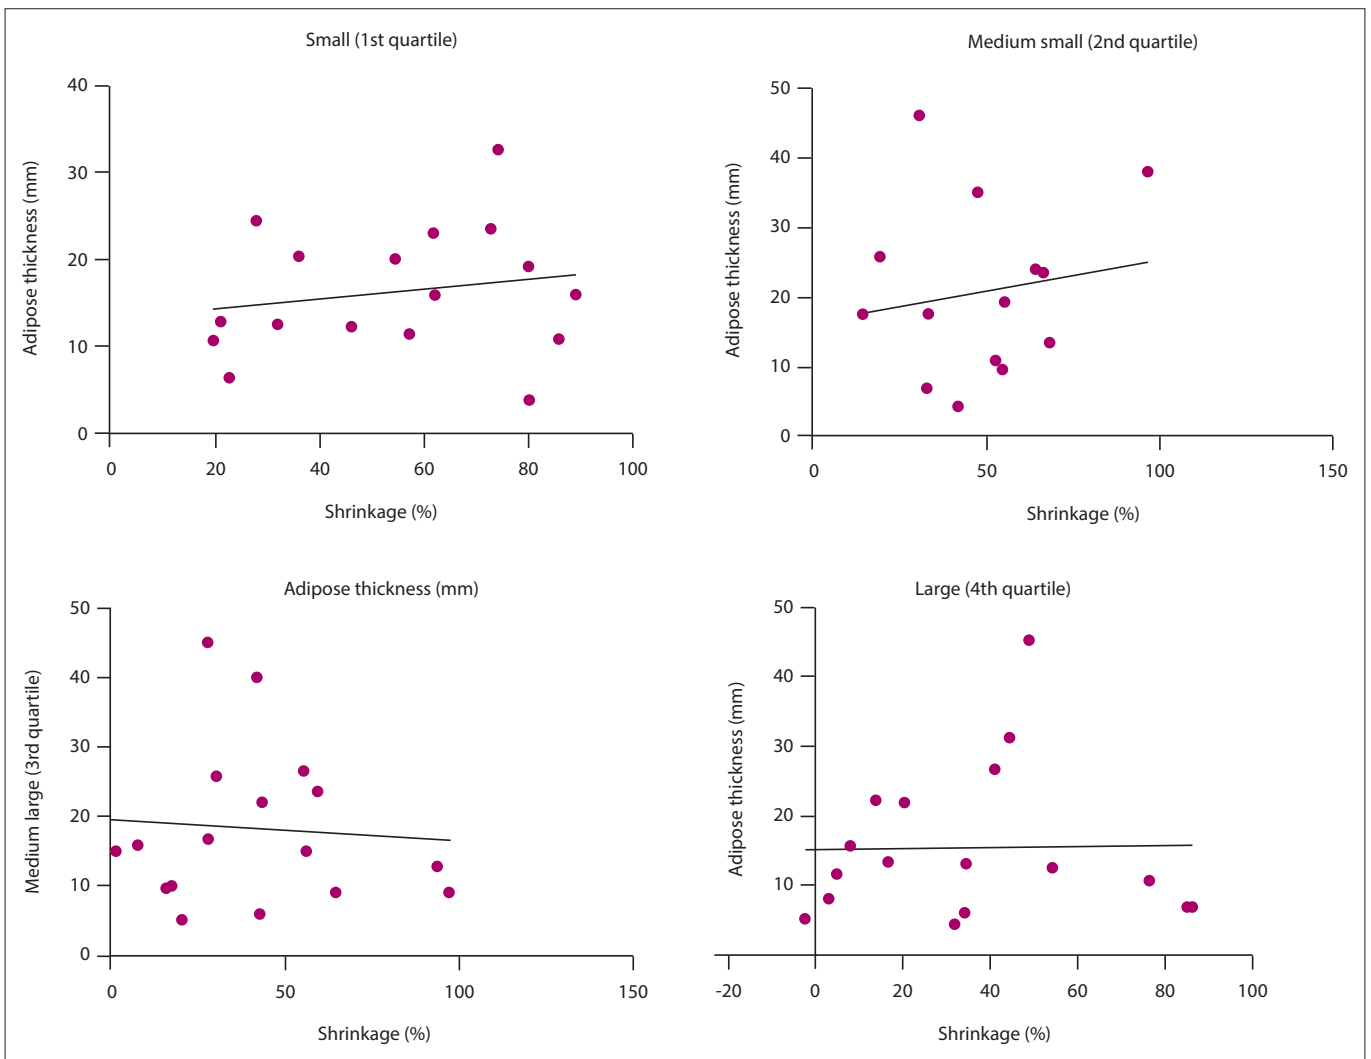 Small (1st quartile)
40
30
20
10
0
Adipose thickness (mm)
0 20 40 60 80 100
Shrinkage (%)
Medium small (2nd quartile)
50
40
30
20
10
0
Adipose thickness (mm)
0 50 100 150
Shrinkage (%)
Adipose thickness (mm)
50
40
30
20
10
0
Medium large (3rd quartile)
0 50 100 150
Shrinkage (%)
Large (4th quartile)
50
40
30
20
10
Adipose thickness (mm)
-20 0 20 40 60 80 100
Shrinkage (%)